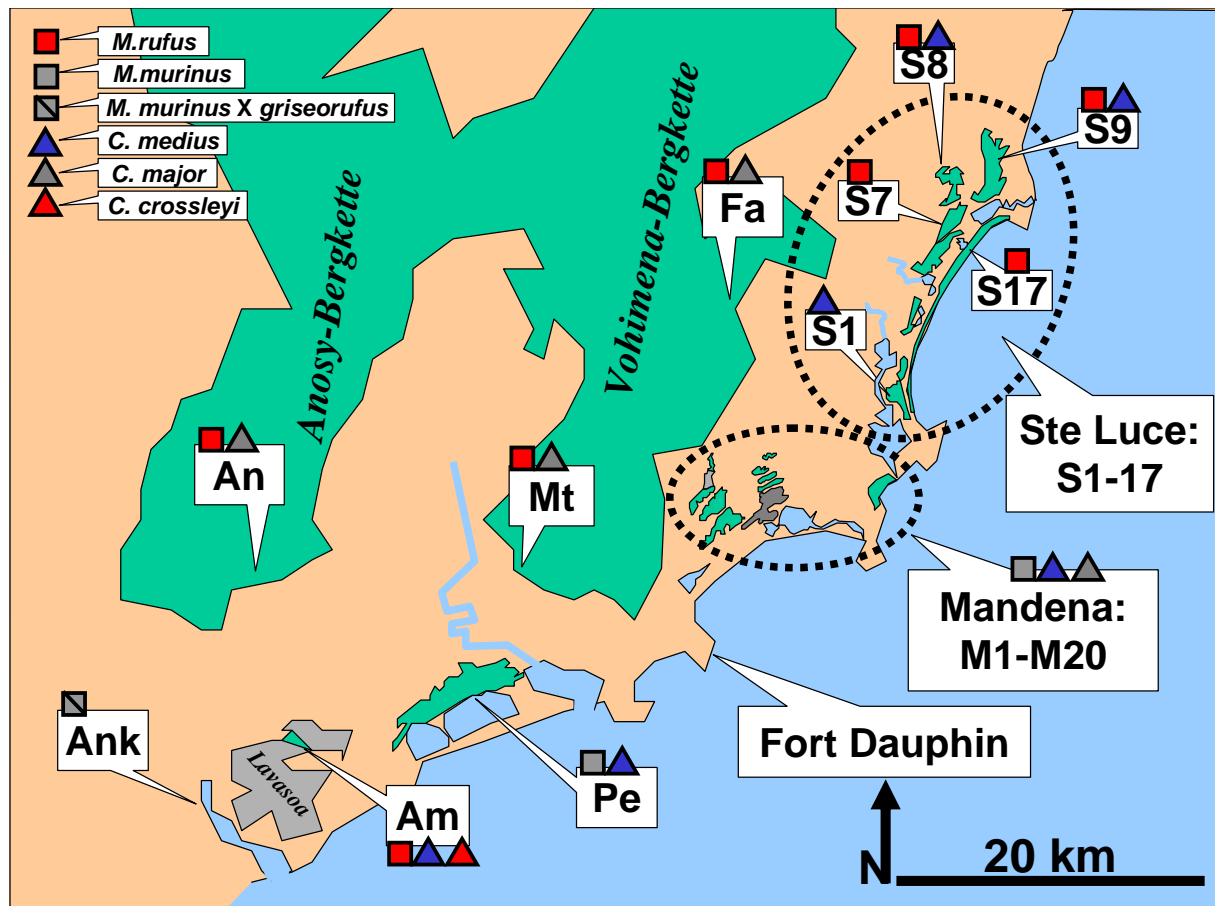 M.rufus
M.murinus
M. murinus X griseorufus
C. medius
C. major
C. crossleyi
S8
S9
Fa
S7
S17
S1
Anosy-Bergkette
Vohimena-Bergkette
Ste Luce:
S1-17
An
Mt
Mandena:
M1-M20
Fort Dauphin
Ank
Lavasoa
Am
Pe
N
20 km